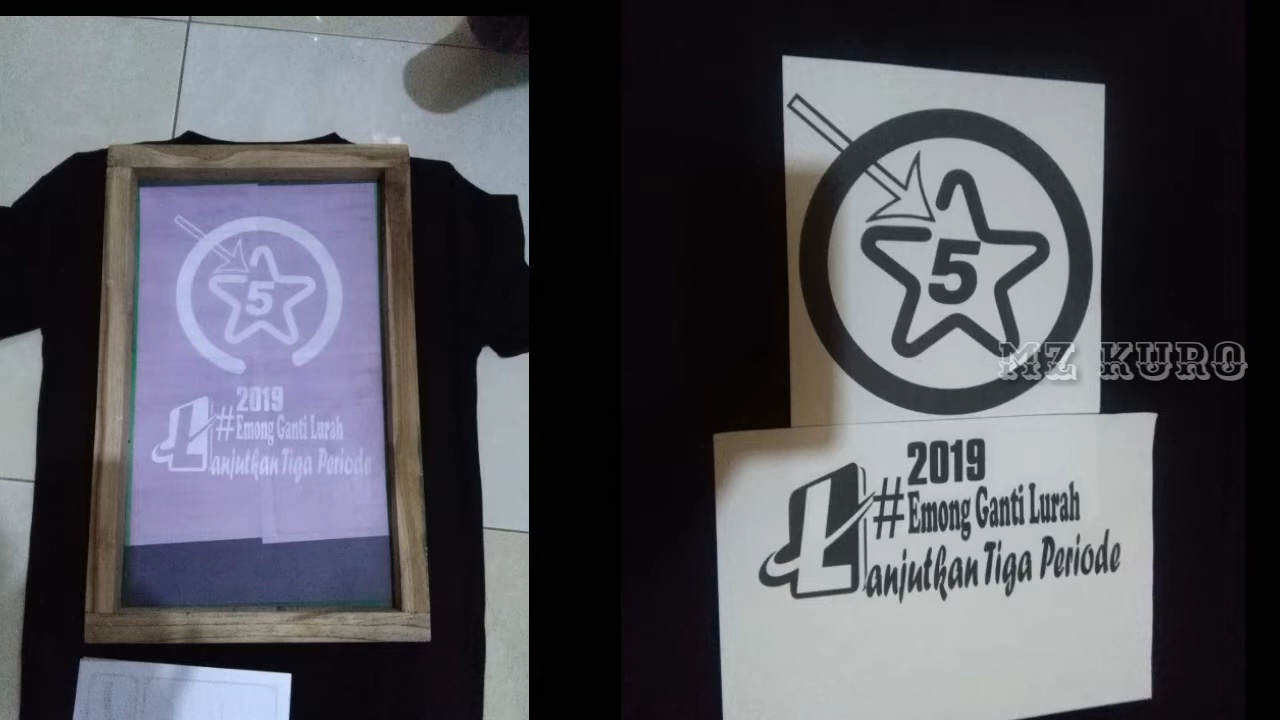 5
2019
#Emong Ganti Lurah
Lanjutkan Tiga Periode
5
MZ KURO
2019
#Emong Ganti Lurah
Lanjutkan Tiga Periode